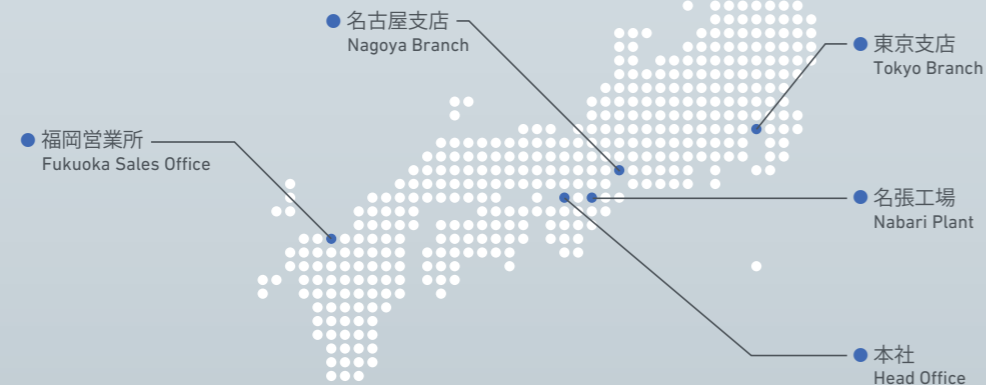 名古屋支店
Nagoya Branch
東京支店
Tokyo Branch
福岡営業所
Fukuoka Sales Office
名張工場
Nabari Plant
本社
Head Office